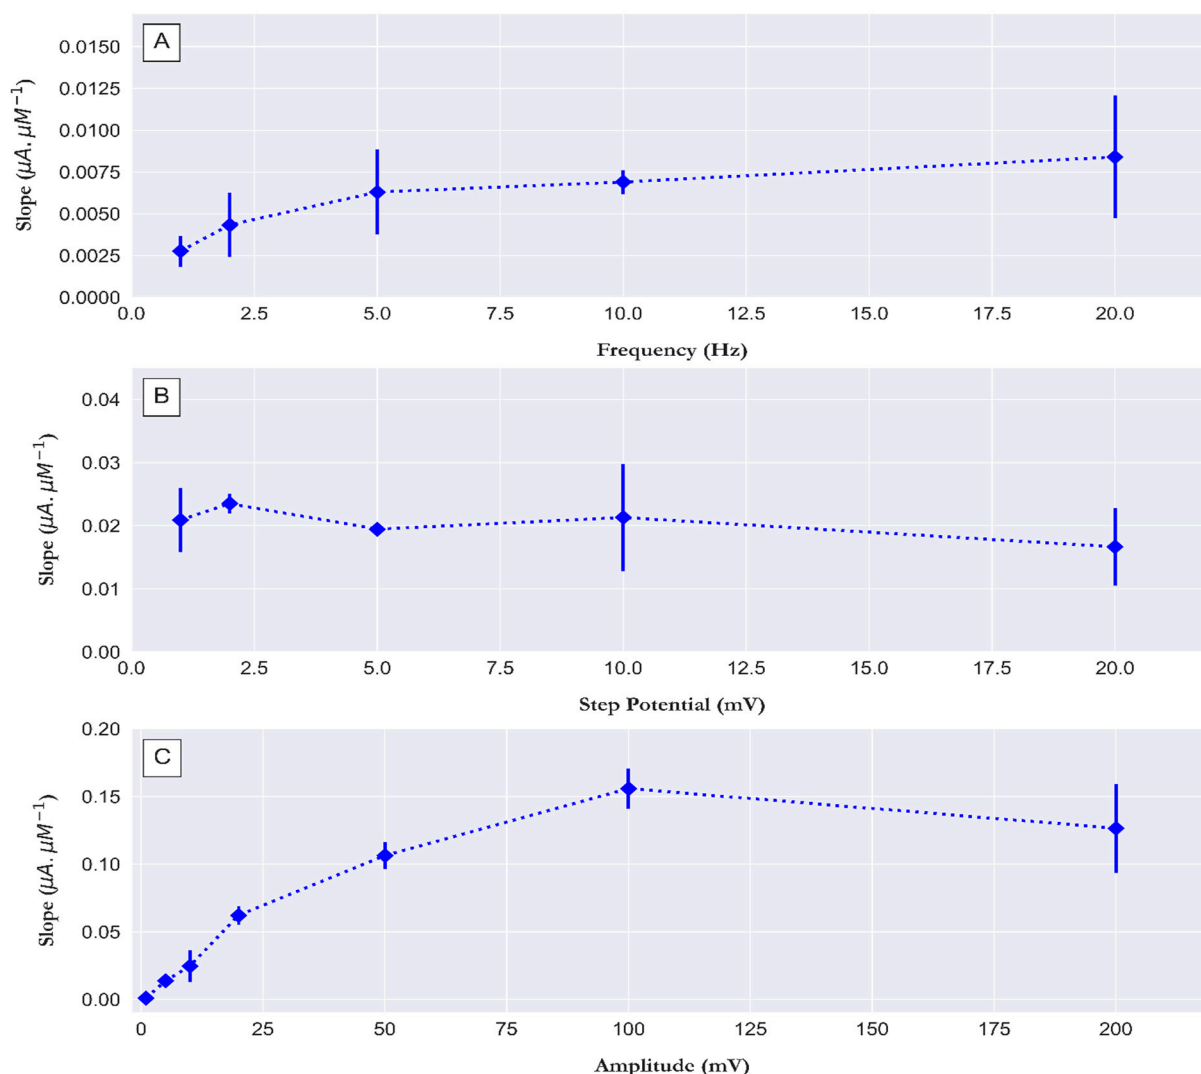 A
0.0150
0.0125
0.0100
0.0075
0.0050
0.0025
0.0000
Slope (μA. μM⁻¹)
0.0 2.5 5.0 7.5 10.0 12.5 15.0 17.5 20.0
Frequency (Hz)
B
0.04
0.03
0.02
0.01
0.00
Slope (μA. μM⁻¹)
0.0 2.5 5.0 7.5 10.0 12.5 15.0 17.5 20.0
Step Potential (mV)
C
0.20
0.15
0.10
0.05
0.00
Slope (μA. μM⁻¹)
0 25 50 75 100 125 150 175 200
Amplitude (mV)